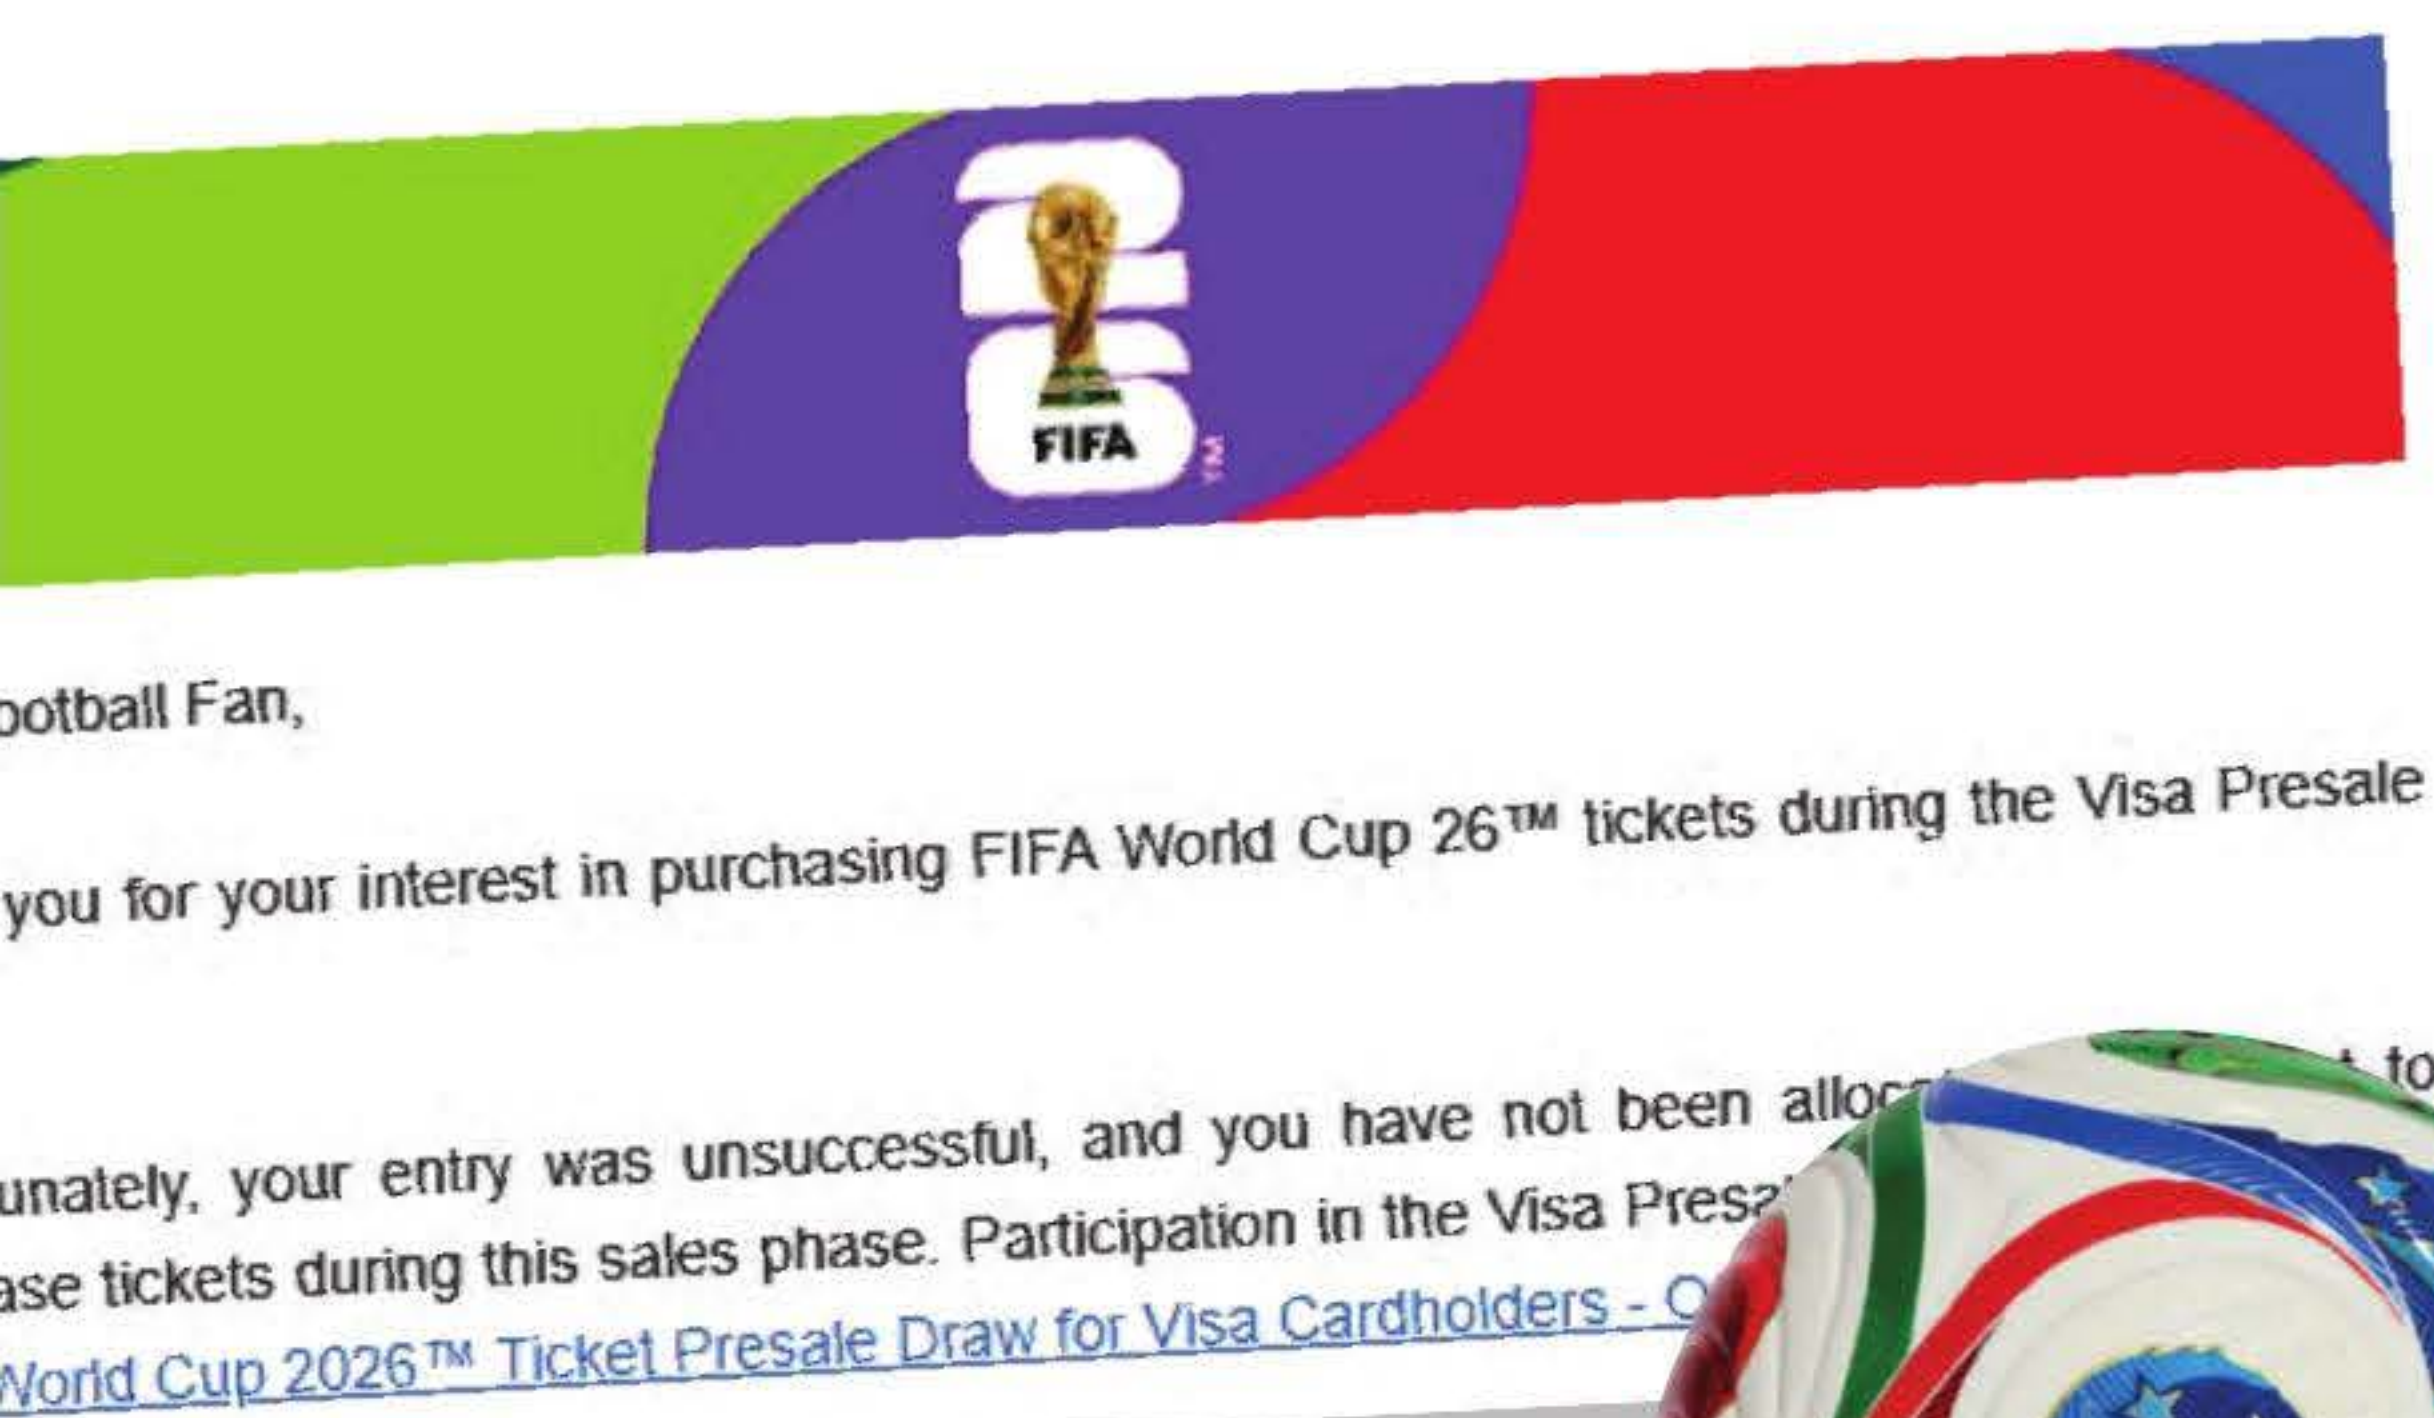 FIFA
TM
ootball Fan,
you for your interest in purchasing FIFA World Cup 26™ tickets during the Visa Presale
to
unately, your entry was unsuccessful, and you have not been alloca
ase tickets during this sales phase. Participation in the Visa Presal
World Cup 2026™ Ticket Presale Draw for Visa Cardholders - O